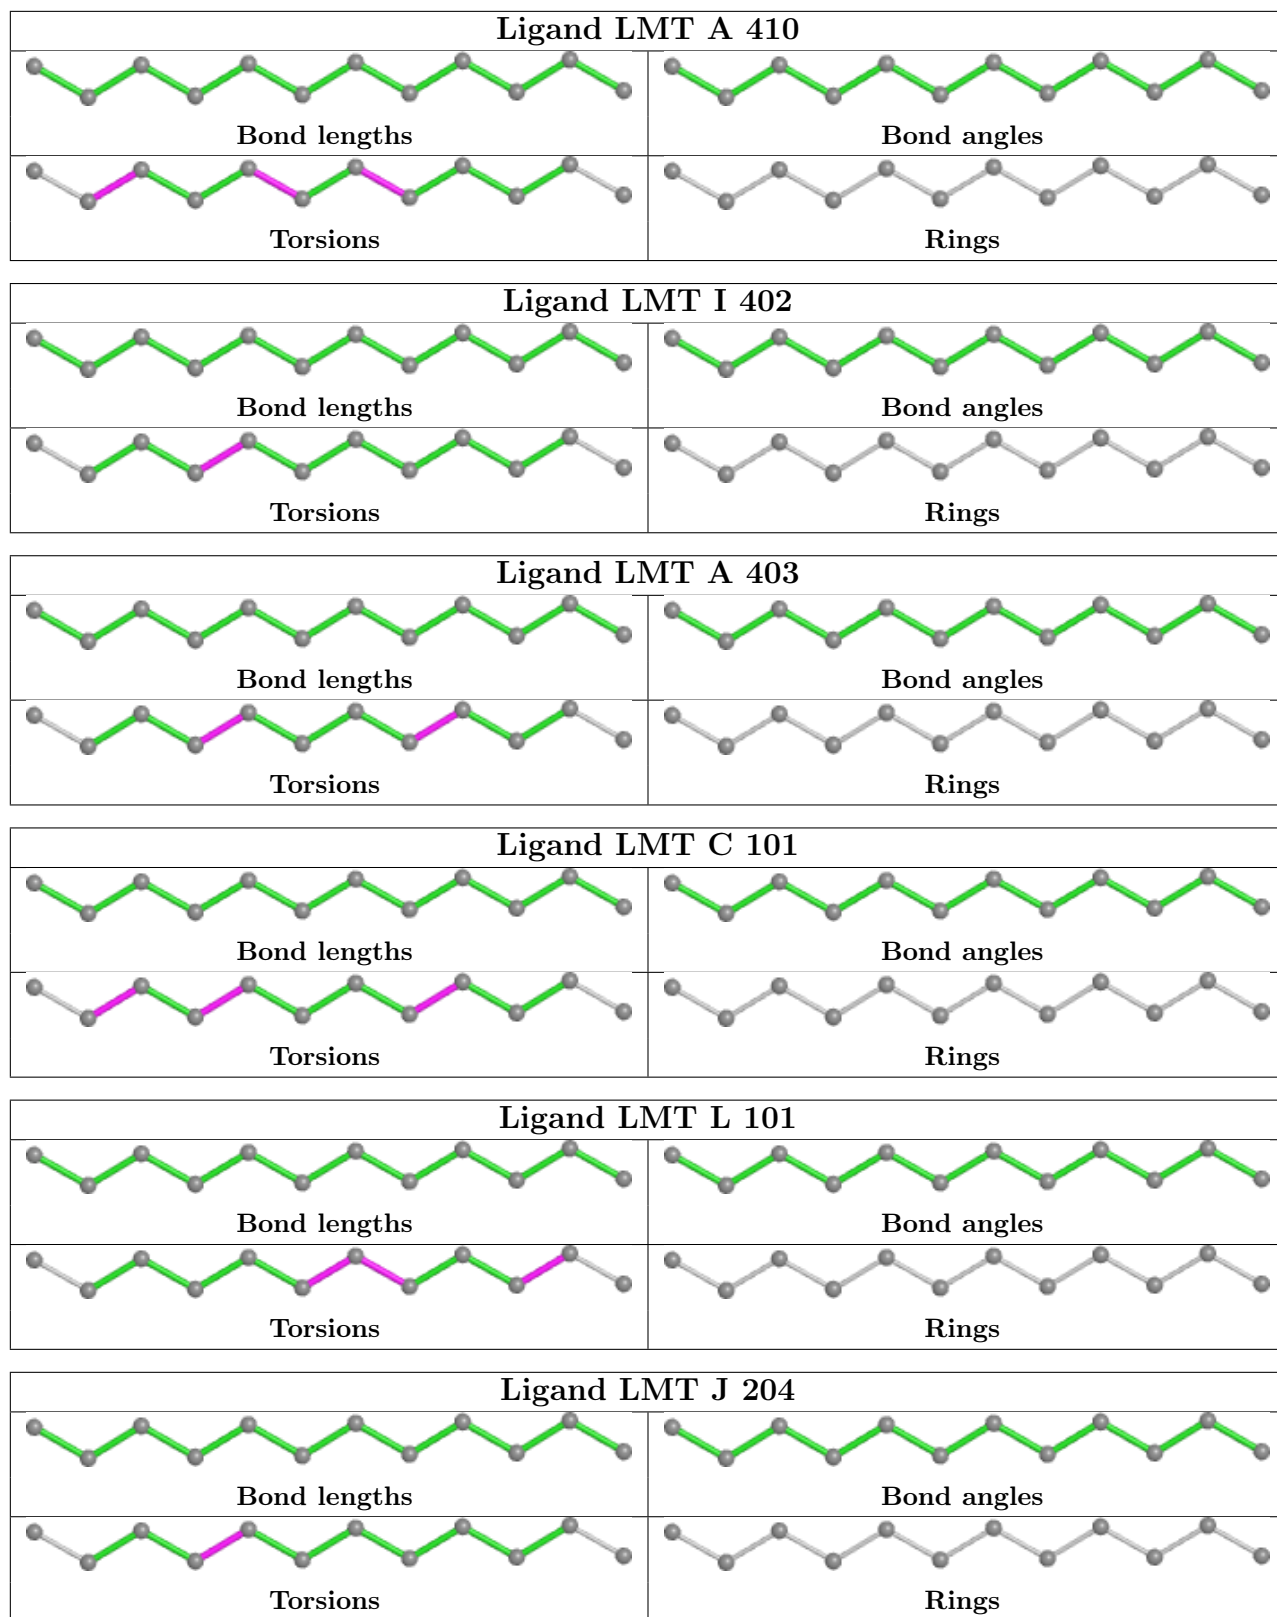 Ligand LMT A 410
Bond lengths
Bond angles
Torsions
Rings
Ligand LMT I 402
Bond lengths
Bond angles
Torsions
Rings
Ligand LMT A 403
Bond lengths
Bond angles
Torsions
Rings
Ligand LMT C 101
Bond lengths
Bond angles
Torsions
Rings
Ligand LMT L 101
Bond lengths
Bond angles
Torsions
Rings
Ligand LMT J 204
Bond lengths
Bond angles
Torsions
Rings